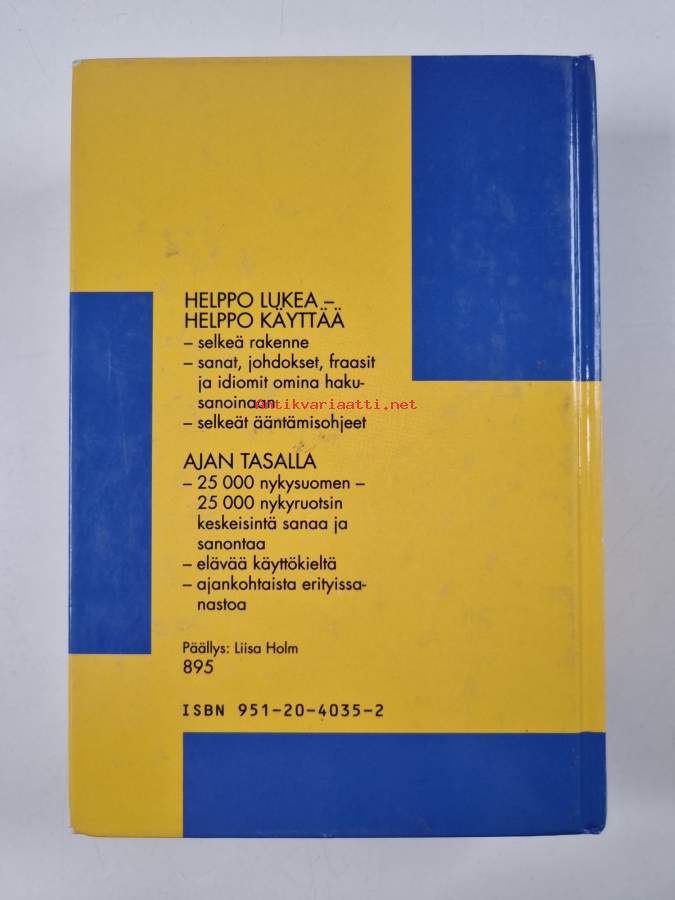 HELPPO LUKEA –
HELPPO KÄYTTÄÄ
– selkeä rakenne
– sanat, johdokset, fraasit
ja idiomit omina haku-
sanoinaan
Antikvariaatti.net
– selkeät ääntämisohjeet
AJAN TASALLA
– 25 000 nykysuomen –
25 000 nykyruotsin
keskeisintä sanaa ja
sanontaa
– elävää käyttökieltä
– ajankohtaista erityissa-
nastoa
Päällys: Liisa Holm
895
ISBN 951-20-4035-2